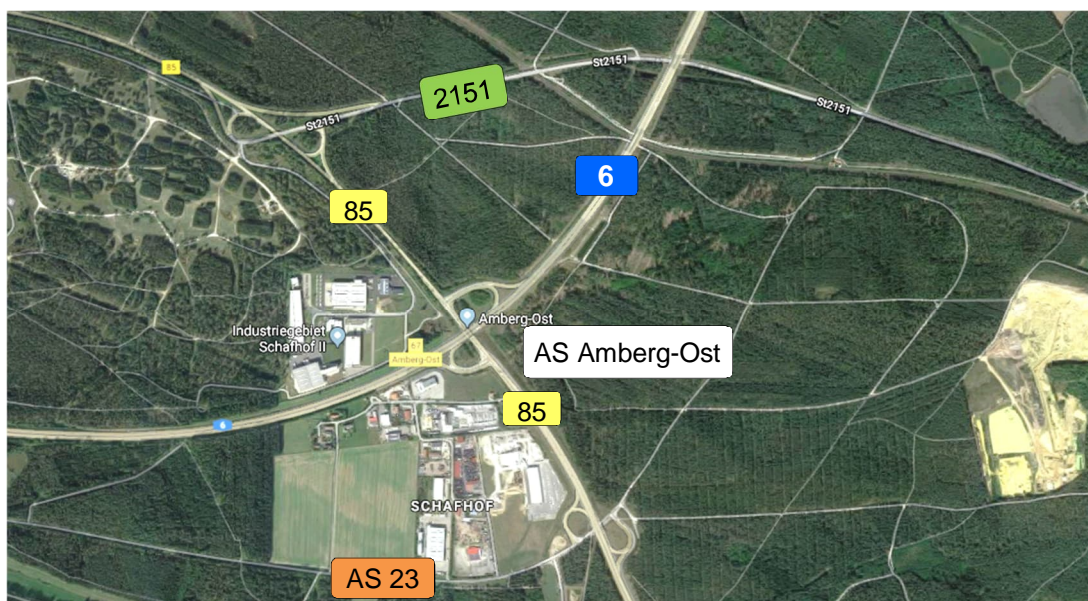 St2151
85
2151
St2151
St2151
6
85
Amberg-Ost
Industriegebiet
Schafhof II
67
Amberg-Ost
AS Amberg-Ost
85
6
SCHAFHOF
AS 23